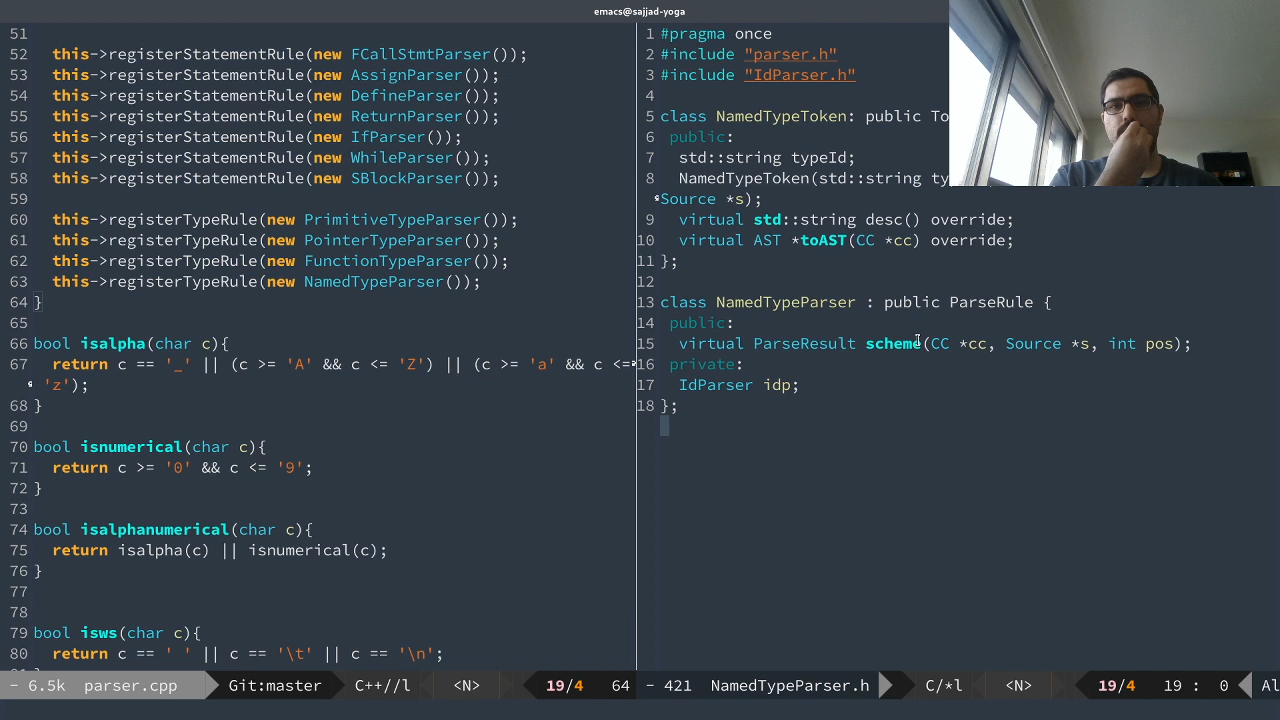 emacs@sajjad-yoga
51
52 this->registerStatementRule(new FCallStmtParser());
53 this->registerStatementRule(new AssignParser());
54 this->registerStatementRule(new DefineParser());
55 this->registerStatementRule(new ReturnParser());
56 this->registerStatementRule(new IfParser());
57 this->registerStatementRule(new WhileParser());
58 this->registerStatementRule(new SBlockParser());
59
60 this->registerTypeRule(new PrimitiveTypeParser());
61 this->registerTypeRule(new PointerTypeParser());
62 this->registerTypeRule(new FunctionTypeParser());
63 this->registerTypeRule(new NamedTypeParser());
64 }
65
66 bool isalpha(char c){
67 return c == '_' || (c >= 'A' && c <= 'Z') || (c >= 'a' && c <=
'z');
68 }
69
70 bool isnumerical(char c){
71 return c >= '0' && c <= '9';
72 }
73
74 bool isalphanumerical(char c){
75 return isalpha(c) || isnumerical(c);
76 }
77
78
79 bool isws(char c){
80 return c == ' ' || c == '\t' || c == '\n';
- 6.5k parser.cpp Git:master C++//l <N> 19/4 64
1 #pragma once
2 #include "parser.h"
3 #include "IdParser.h"
4
5 class NamedTypeToken: public To
6 public:
7 std::string typeId;
8 NamedTypeToken(std::string ty
Source *s);
9 virtual std::string desc() override;
10 virtual AST *toAST(CC *cc) override;
11 };
12
13 class NamedTypeParser : public ParseRule {
14 public:
15 virtual ParseResult scheme(CC *cc, Source *s, int pos);
16 private:
17 IdParser idp;
18 };
- 421 NamedTypeParser.h C/*l <N> 19/4 19 : 0 Al